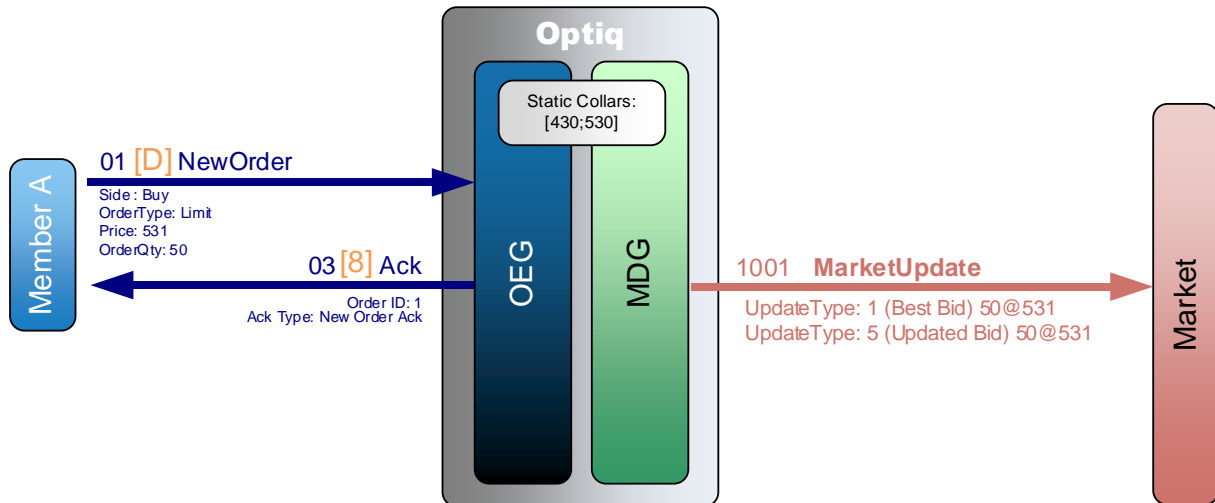 Optiq
Static Collars:
[430;530]
01 [D] NewOrder
Side : Buy
OrderType: Limit
Price: 531
OrderQty: 50
Member A
03 [8] Ack
Order ID: 1
Ack Type: New Order Ack
OEG
MDG
1001 MarketUpdate
UpdateType: 1 (Best Bid) 50@531
UpdateType: 5 (Updated Bid) 50@531
Market